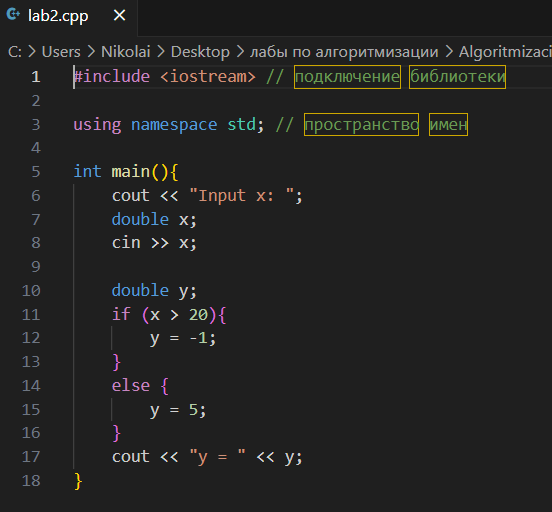 lab2.cpp
C: > Users > Nikolai > Desktop > лабы по алгоритмизации > Algoritmizaci
1 #include <iostream> // подключение библиотеки
2
3 using namespace std; // пространство имен
4
5 int main(){
6     cout << "Input x: ";
7     double x;
8     cin >> x;
9
10     double y;
11     if (x > 20){
12         y = -1;
13     }
14     else {
15         y = 5;
16     }
17     cout << "y = " << y;
18 }